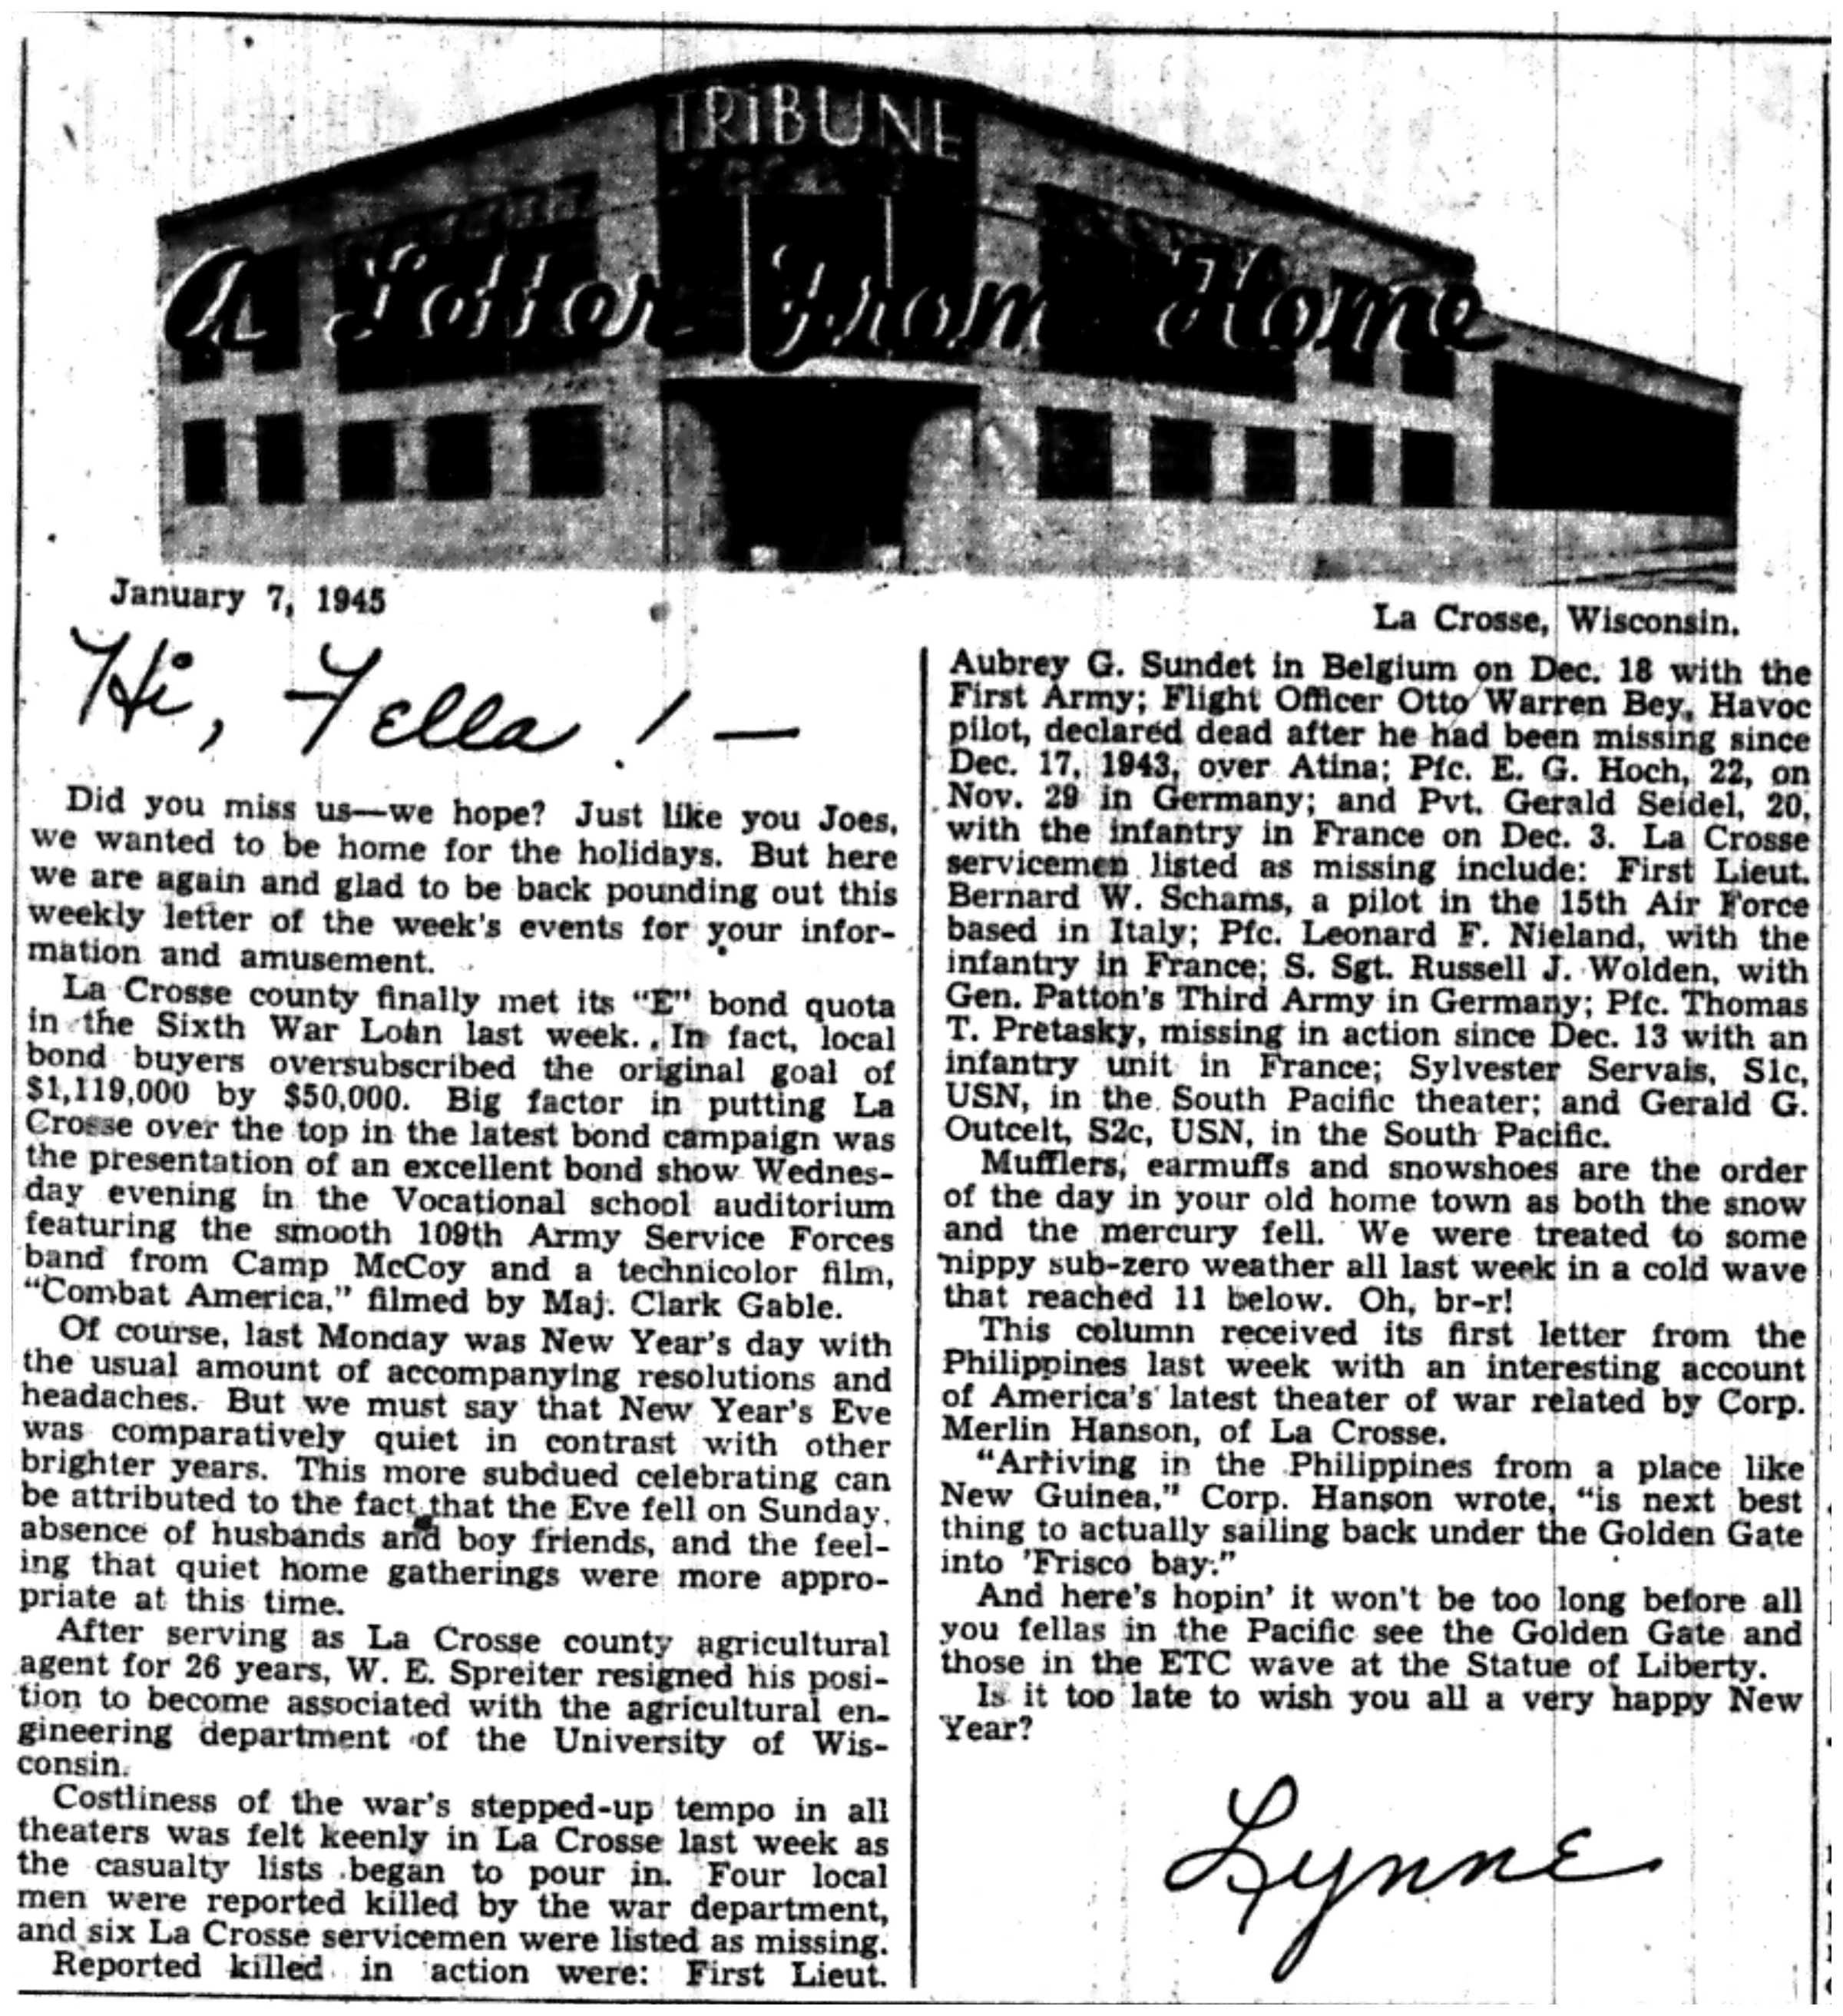 TRiBUNE
A Letter From Home
January 7, 1945
La Crosse, Wisconsin.
Hi, Fella! —
Did you miss us—we hope? Just like you Joes,
we wanted to be home for the holidays. But here
we are again and glad to be back pounding out this
weekly letter of the week's events for your infor-
mation and amusement.
La Crosse county finally met its "E" bond quota
in the Sixth War Loan last week. In fact, local
bond buyers oversubscribed the original goal of
$1,119,000 by $50,000. Big factor in putting La
Crosse over the top in the latest bond campaign was
the presentation of an excellent bond show Wednes-
day evening in the Vocational school auditorium
featuring the smooth 109th Army Service Forces
band from Camp McCoy and a technicolor film,
"Combat America," filmed by Maj. Clark Gable.
Of course, last Monday was New Year's day with
the usual amount of accompanying resolutions and
headaches. But we must say that New Year's Eve
was comparatively quiet in contrast with other
brighter years. This more subdued celebrating can
be attributed to the fact that the Eve fell on Sunday,
absence of husbands and boy friends, and the feel-
ing that quiet home gatherings were more appro-
priate at this time.
After serving as La Crosse county agricultural
agent for 26 years, W. E. Spreiter resigned his posi-
tion to become associated with the agricultural en-
gineering department of the University of Wis-
consin.
Costliness of the war's stepped-up tempo in all
theaters was felt keenly in La Crosse last week as
the casualty lists began to pour in. Four local
men were reported killed by the war department,
and six La Crosse servicemen were listed as missing.
Reported killed in action were: First Lieut.
Aubrey G. Sundet in Belgium on Dec. 18 with the
First Army; Flight Officer Otto Warren Bey, Havoc
pilot, declared dead after he had been missing since
Dec. 17, 1943, over Atina; Pfc. E. G. Hoch, 22, on
Nov. 29 in Germany; and Pvt. Gerald Seidel, 20,
with the infantry in France on Dec. 3. La Crosse
servicemen listed as missing include: First Lieut.
Bernard W. Schams, a pilot in the 15th Air Force
based in Italy; Pfc. Leonard F. Nieland, with the
infantry in France; S. Sgt. Russell J. Wolden, with
Gen. Patton's Third Army in Germany; Pfc. Thomas
T. Pretasky, missing in action since Dec. 13 with an
infantry unit in France; Sylvester Servais, S1c,
USN, in the South Pacific theater; and Gerald G.
Outcelt, S2c, USN, in the South Pacific.
Mufflers, earmuffs and snowshoes are the order
of the day in your old home town as both the snow
and the mercury fell. We were treated to some
nippy sub-zero weather all last week in a cold wave
that reached 11 below. Oh, br-r!
This column received its first letter from the
Philippines last week with an interesting account
of America's latest theater of war related by Corp.
Merlin Hanson, of La Crosse.
"Arriving in the Philippines from a place like
New Guinea," Corp. Hanson wrote, "is next best
thing to actually sailing back under the Golden Gate
into 'Frisco bay."
And here's hopin' it won't be too long before all
you fellas in the Pacific see the Golden Gate and
those in the ETC wave at the Statue of Liberty.
Is it too late to wish you all a very happy New
Year?
Lynne